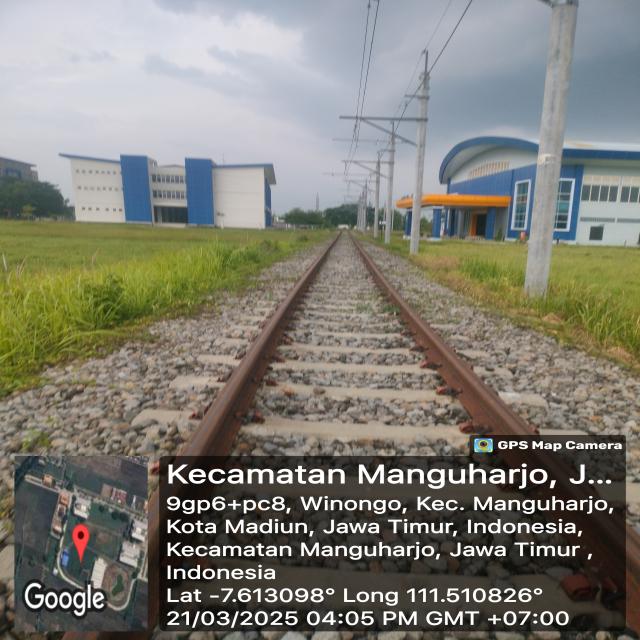 GPS Map Camera
Kecamatan Manguharjo, J...
9gp6+pc8, Winongo, Kec. Manguharjo,
Kota Madiun, Jawa Timur, Indonesia,
Kecamatan Manguharjo, Jawa Timur ,
Indonesia
Lat -7.613098° Long 111.510826°
21/03/2025 04:05 PM GMT +07:00
Google